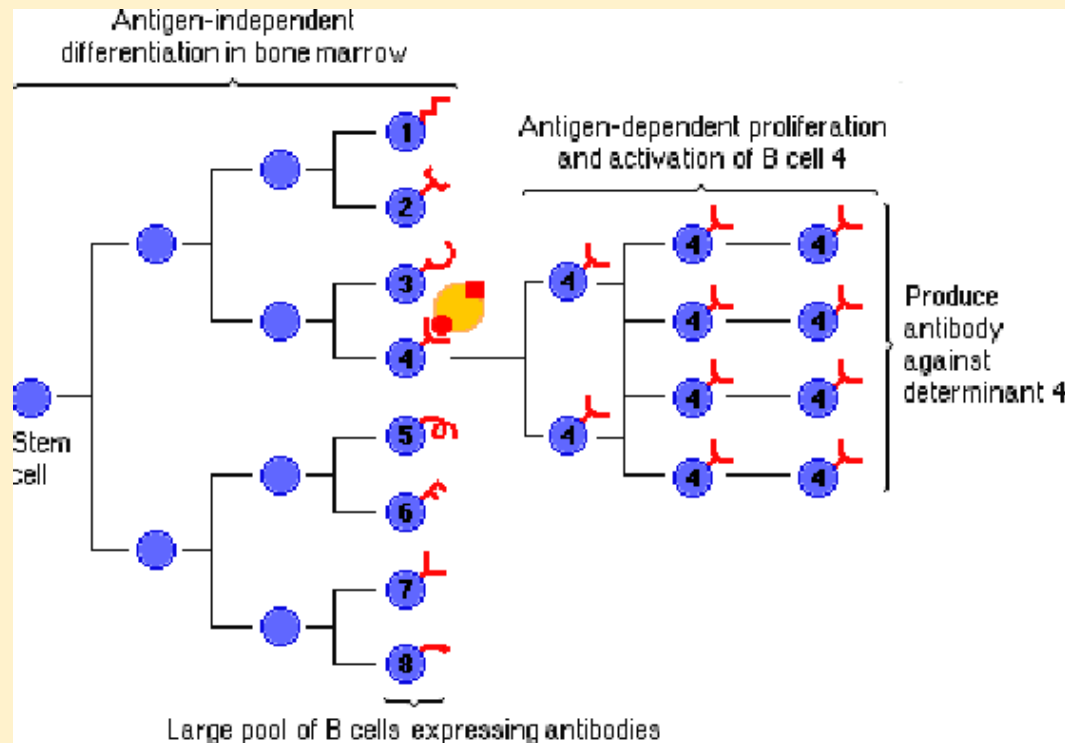 Antigen-independent
differentiation in bone marrow
Antigen-dependent proliferation
and activation of B cell 4
1
2
3
4
5
6
7
8
4
4
4 4
4 4
4 4
4 4
Stem
cell
Produce
antibody
against
determinant 4
Large pool of B cells expressing antibodies